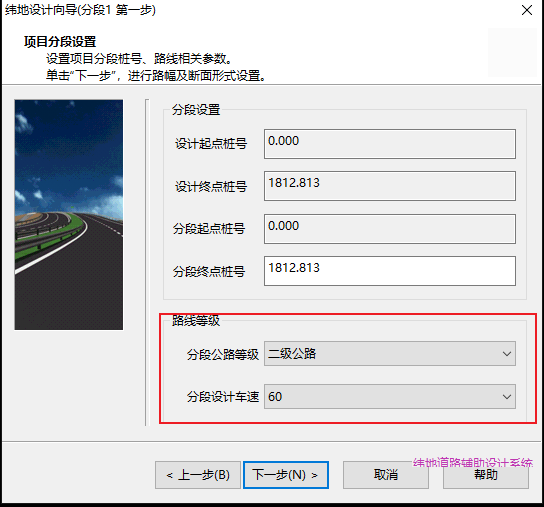 纬地设计向导(分段1 第一步)
项目分段设置
设置项目分段桩号、路线相关参数。
单击“下一步”，进行路幅及断面形式设置。
分段设置
设计起点桩号 0.000
设计终点桩号 1812.813
分段起点桩号 0.000
分段终点桩号 1812.813
路线等级
分段公路等级 二级公路
分段设计车速 60
纬地道路辅助设计系统
< 上一步(B) 下一步(N) > 取消 帮助